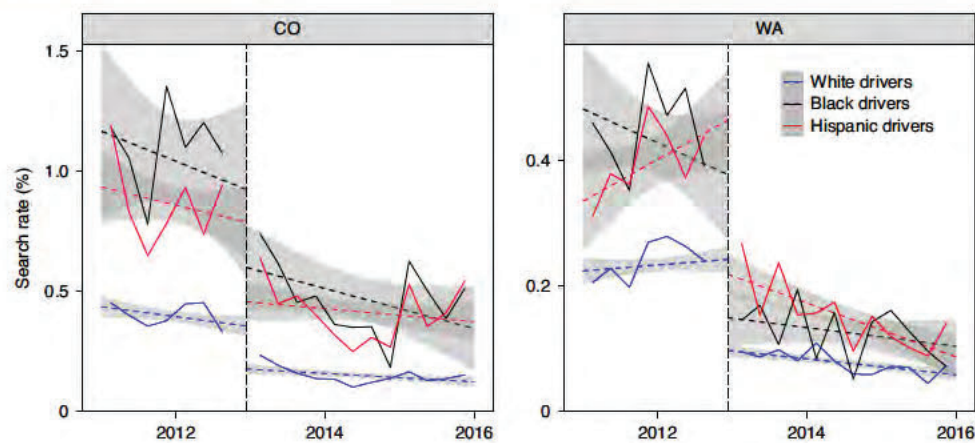 CO
WA
1.5
1.0
0.5
0
Search rate (%)
2012
2014
2016
0.4
0.2
0
2012
2014
2016
White drivers
Black drivers
Hispanic drivers